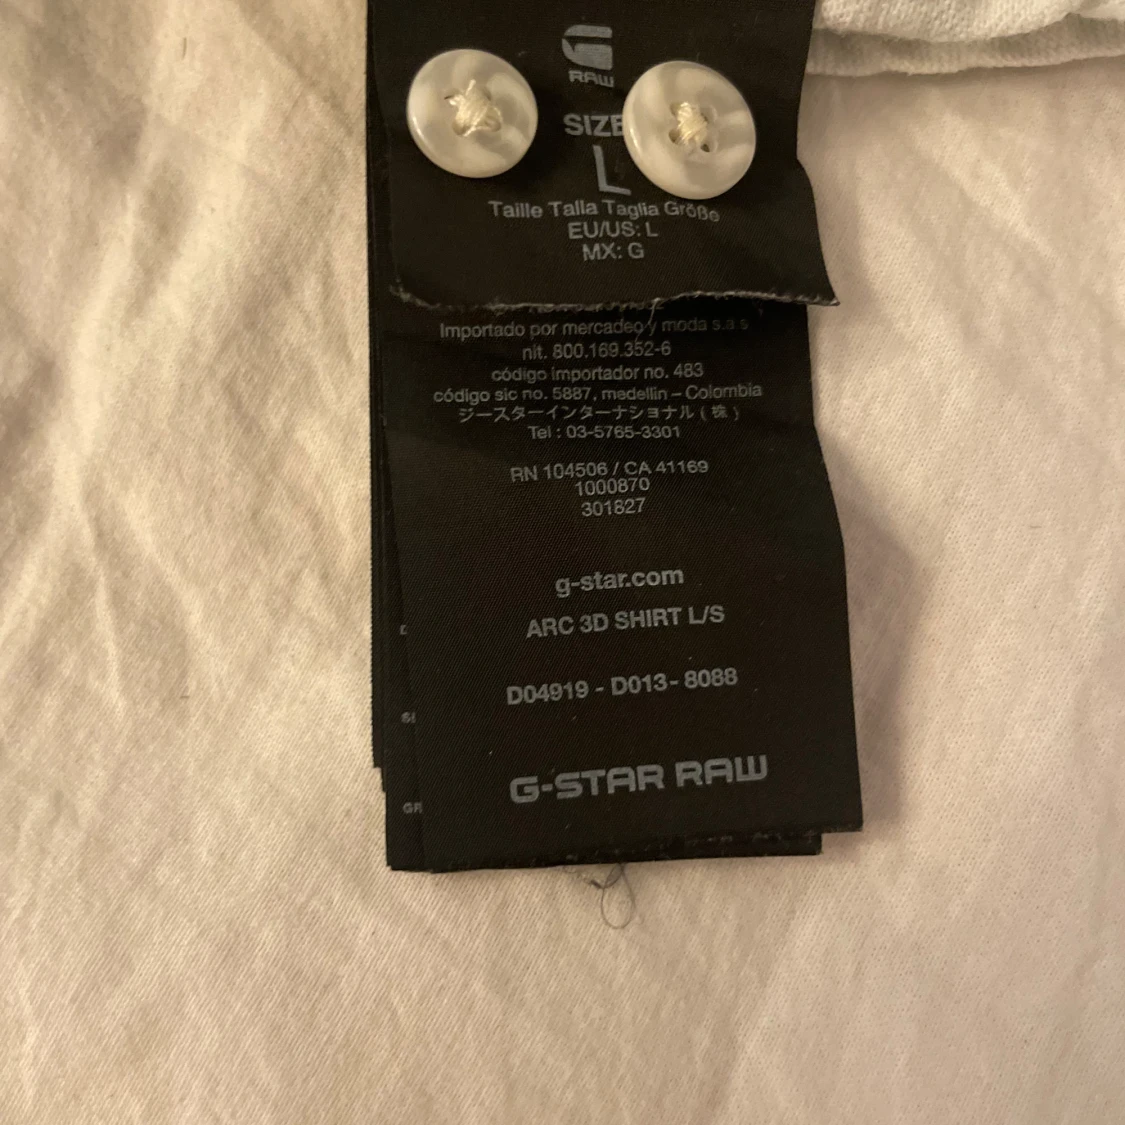 RAW
SIZE
L
Taille Talla Taglia Größe
EU/US: L
MX: G
Importado por mercadeo y moda s.a.s
nit. 800.169.352-6
código importador no. 483
código sic no. 5887, medellin – Colombia
ジースターインターナショナル ( 株 )
Tel : 03-5765-3301
RN 104506 / CA 41169
1000870
301827
g-star.com
ARC 3D SHIRT L/S
D04919 - D013- 8088
G-STAR RAW